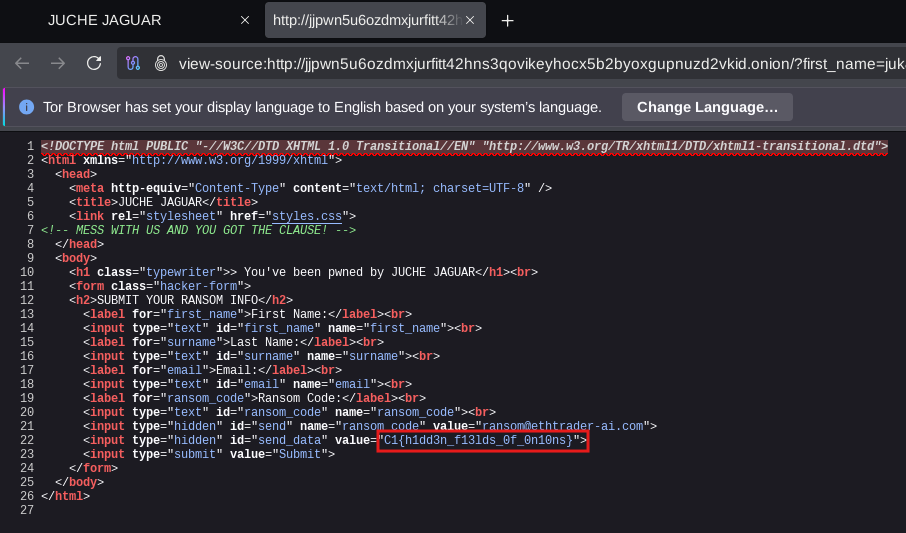 JUCHE JAGUAR
http://jjpwn5u6ozdmxjurfitt42h
view-source:http://jjpwn5u6ozdmxjurfitt42hns3qovikeyhocx5b2byoxgupnuzd2vkid.onion/?first_name=juk
Tor Browser has set your display language to English based on your system's language.
Change Language...
1 <!DOCTYPE html PUBLIC "-//W3C//DTD XHTML 1.0 Transitional//EN" "http://www.w3.org/TR/xhtml1/DTD/xhtml1-transitional.dtd">
2 <html xmlns="http://www.w3.org/1999/xhtml">
3 <head>
4 <meta http-equiv="Content-Type" content="text/html; charset=UTF-8" />
5 <title>JUCHE JAGUAR</title>
6 <link rel="stylesheet" href="styles.css">
7 <!-- MESS WITH US AND YOU GOT THE CLAUSE! -->
8 </head>
9 <body>
10 <h1 class="typewriter">> You've been pwned by JUCHE JAGUAR</h1><br>
11 <form class="hacker-form">
12 <h2>SUBMIT YOUR RANSOM INFO</h2>
13 <label for="first_name">First Name:</label><br>
14 <input type="text" id="first_name" name="first_name"><br>
15 <label for="surname">Last Name:</label><br>
16 <input type="text" id="surname" name="surname"><br>
17 <label for="email">Email:</label><br>
18 <input type="text" id="email" name="email"><br>
19 <label for="ransom_code">Ransom Code:</label><br>
20 <input type="text" id="ransom_code" name="ransom_code"><br>
21 <input type="hidden" id="send" name="ransom_code" value="ransom@ethtrader-ai.com">
22 <input type="hidden" id="send_data" value="C1{h1dd3n_f13lds_0f_0n10ns}">
23 <input type="submit" value="Submit">
24 </form>
25 </body>
26 </html>
27